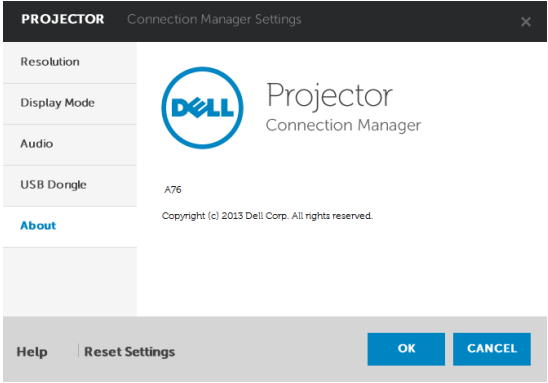 PROJECTOR Connection Manager Settings
Resolution
Display Mode
Audio
USB Dongle
About
DELL
Projector
Connection Manager
A76
Copyright (c) 2013 Dell Corp. All rights reserved.
Help Reset Settings
OK CANCEL